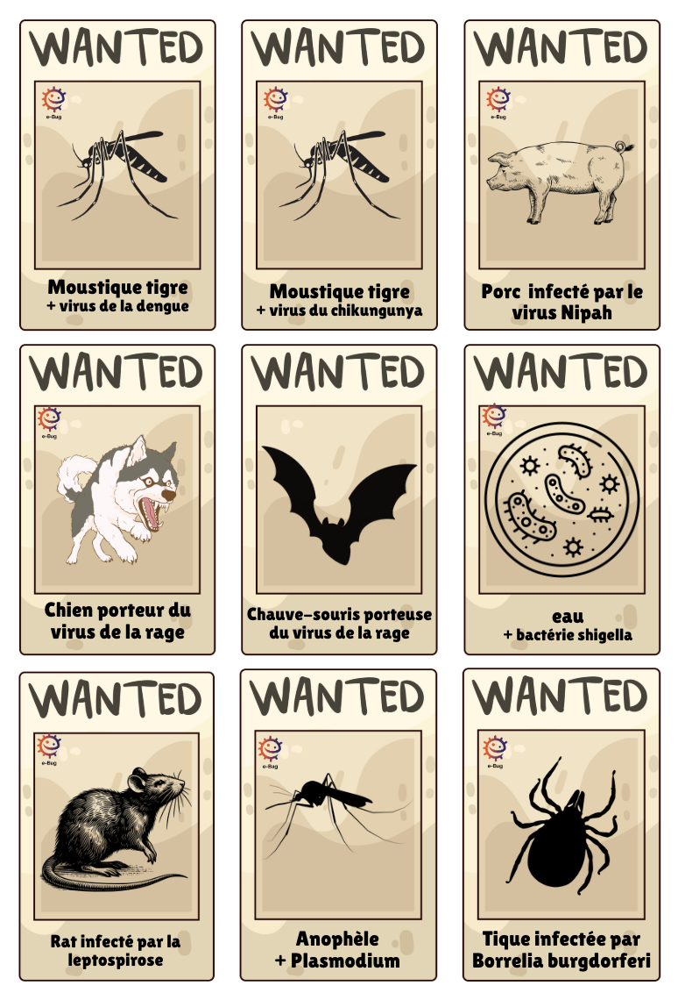 WANTED
e-Bug
Moustique tigre
+ virus de la dengue
WANTED
e-Bug
Moustique tigre
+ virus du chikungunya
WANTED
e-Bug
Porc infecté par le
virus Nipah
WANTED
e-Bug
Chien porteur du
virus de la rage
WANTED
Chauve-souris porteuse
du virus de la rage
WANTED
e-Bug
eau
+ bactérie shigella
WANTED
e-Bug
Rat infecté par la
leptospirose
WANTED
e-Bug
Anophèle
+ Plasmodium
WANTED
e-Bug
Tique infectée par
Borrelia burgdorferi